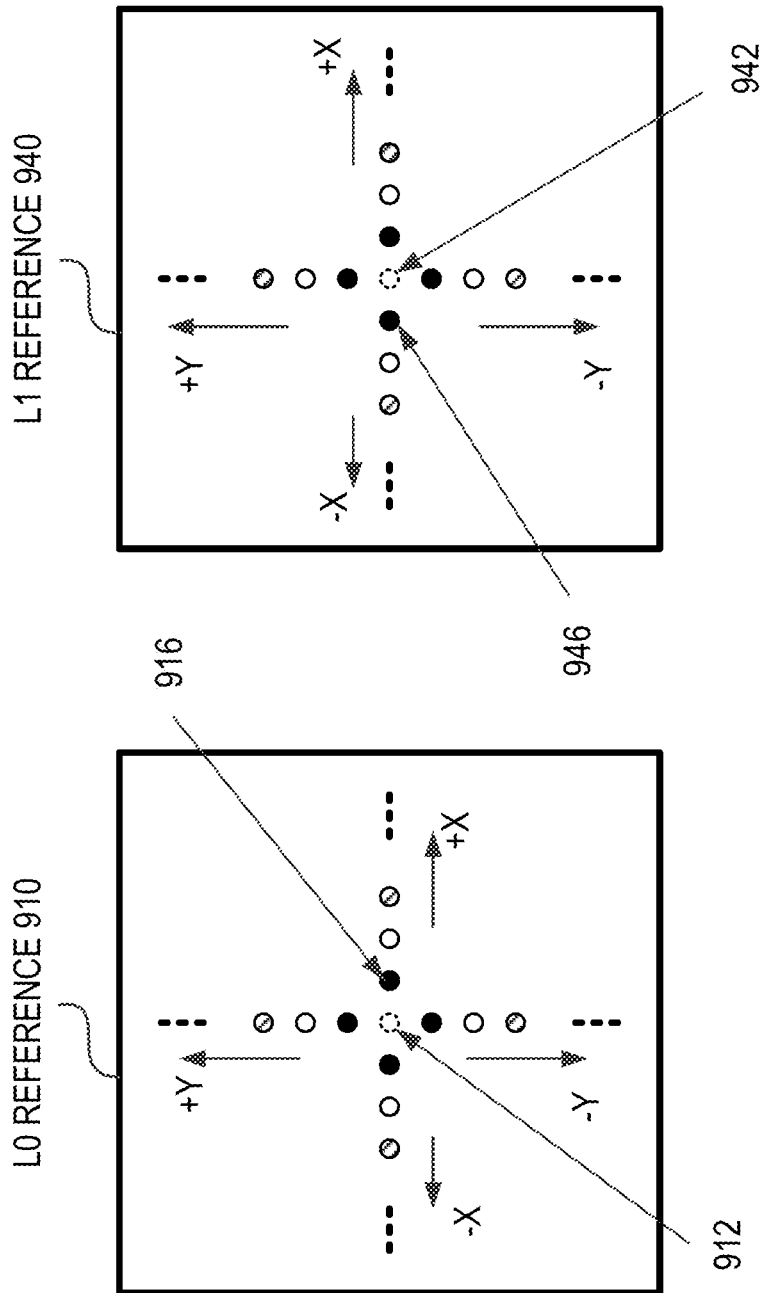 L0 REFERENCE 910
+Y
-X
+X
-Y
912
916
L1 REFERENCE 940
+Y
-X
+X
-Y
946
942